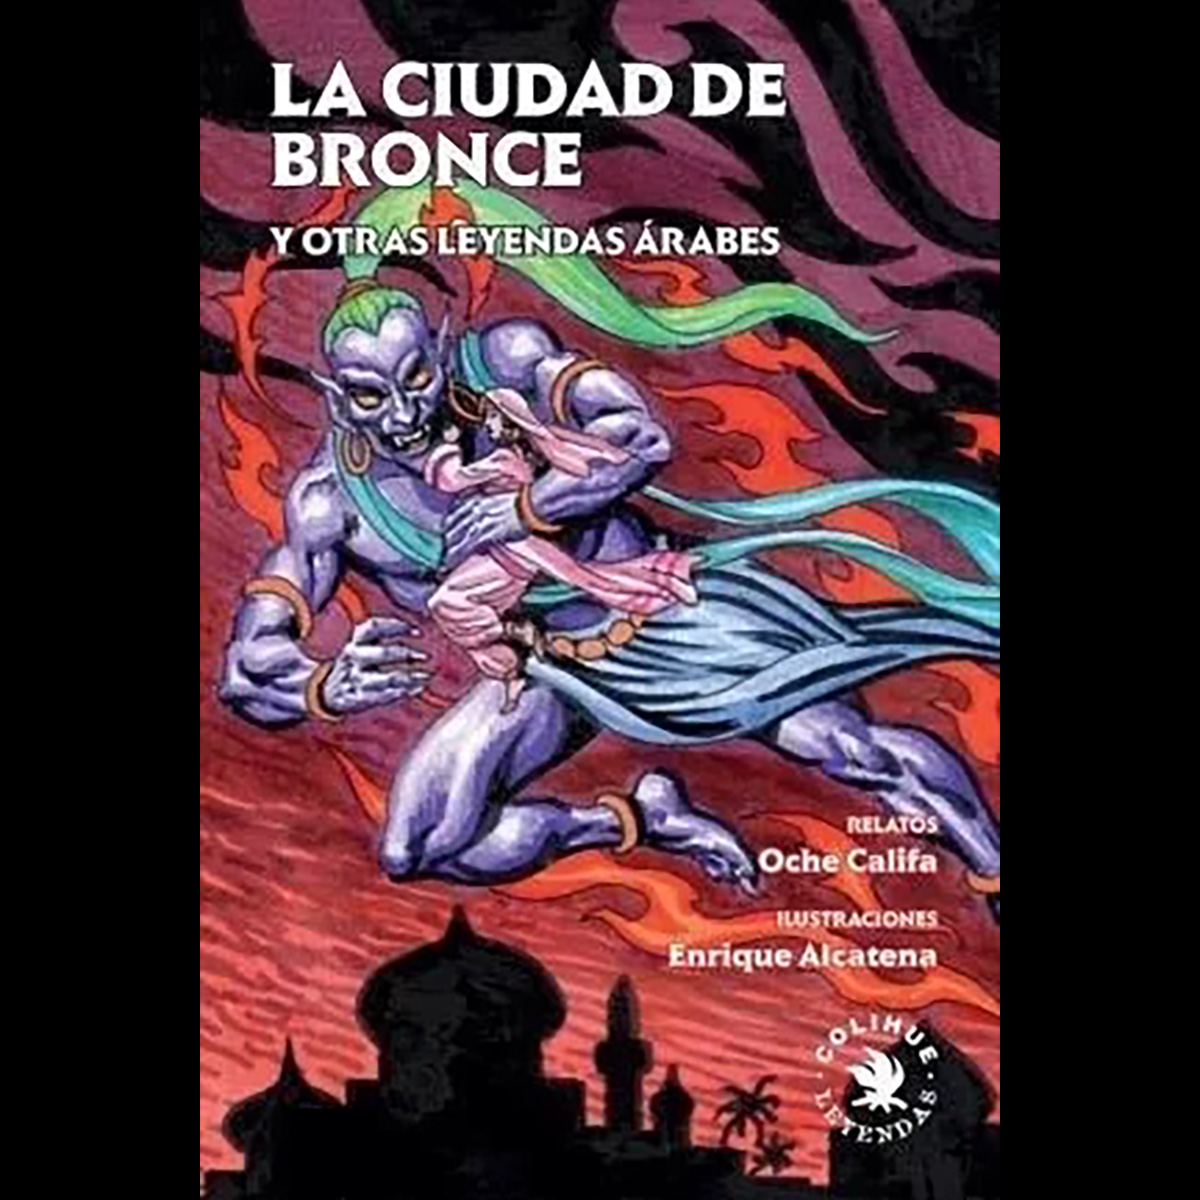 LA CIUDAD DE
BRONCE
Y OTRAS LEYENDAS ÁRABES
RELATOS
Oche Califa
ILUSTRACIONES
Enrique Alcatena
COLIHUE
LEYENDAS